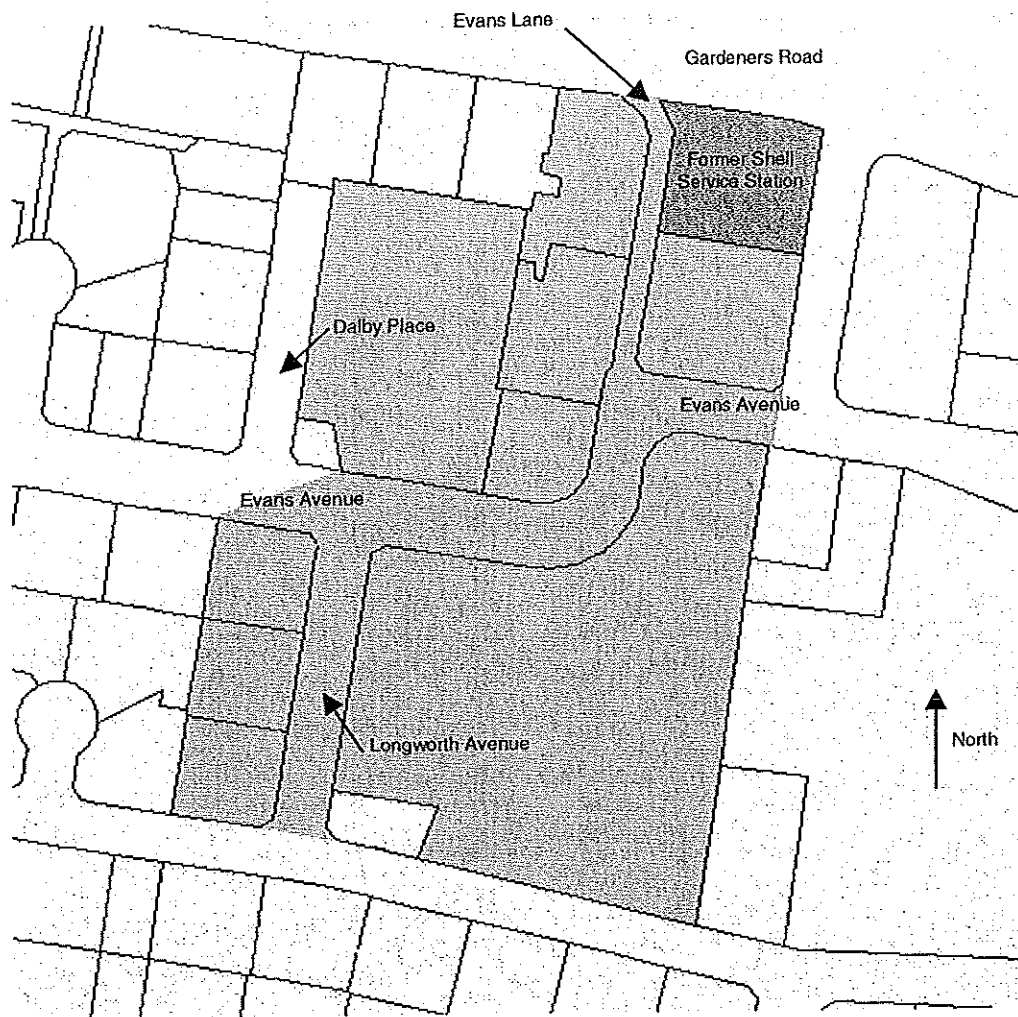 Evans Lane
Gardeners Road
Former Shell
Service Station
Dalby Place
Evans Avenue
Evans Avenue
Longworth Avenue
North